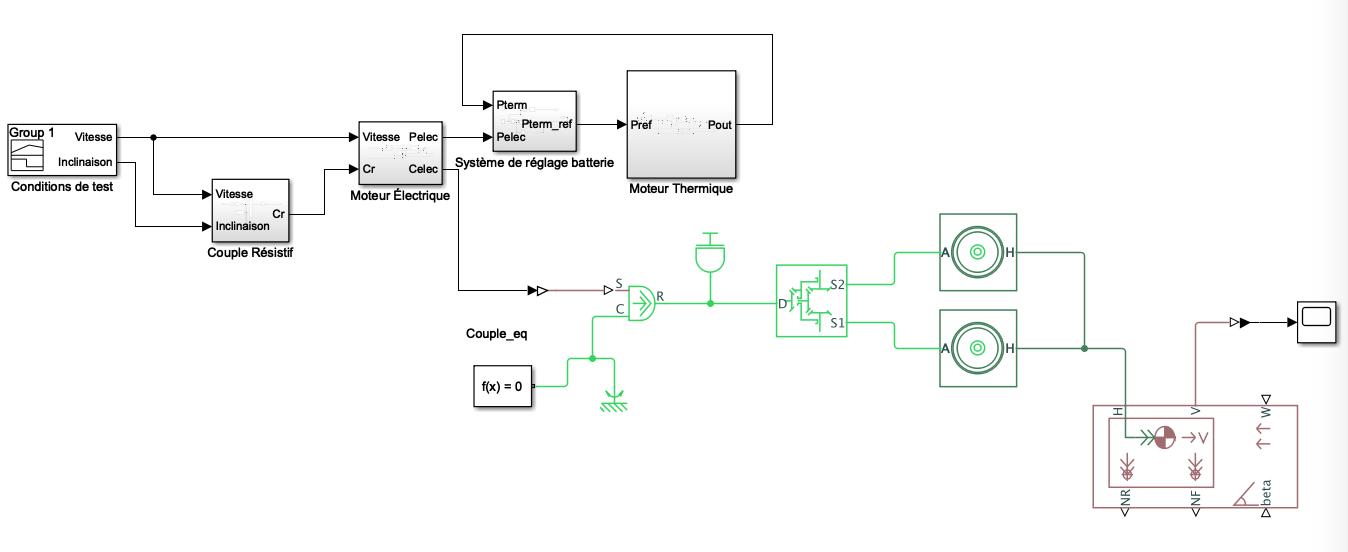 Group 1
Vitesse
Inclinaison
Conditions de test
Vitesse
Inclinaison
Cr
Couple Résistif
Vitesse
Cr
Pelec
Celec
Moteur Électrique
Pterm
Pelec
Pterm_ref
Système de réglage batterie
Pref
Pout
Moteur Thermique
S
C
R
Couple_eq
f(x) = 0
D
S2
S1
A
H
A
H
H
V
W
V
NR
NF
beta